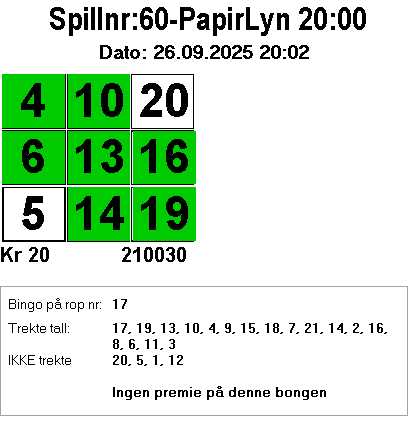 Spillnr:60-PapirLyn 20:00
Dato: 26.09.2025 20:02
4 10 20
6 13 16
5 14 19
Kr 20 210030
Bingo på rop nr: 17
Trekte tall: 17, 19, 13, 10, 4, 9, 15, 18, 7, 21, 14, 2, 16,
8, 6, 11, 3
IKKE trekte 20, 5, 1, 12
Ingen premie på denne bongen